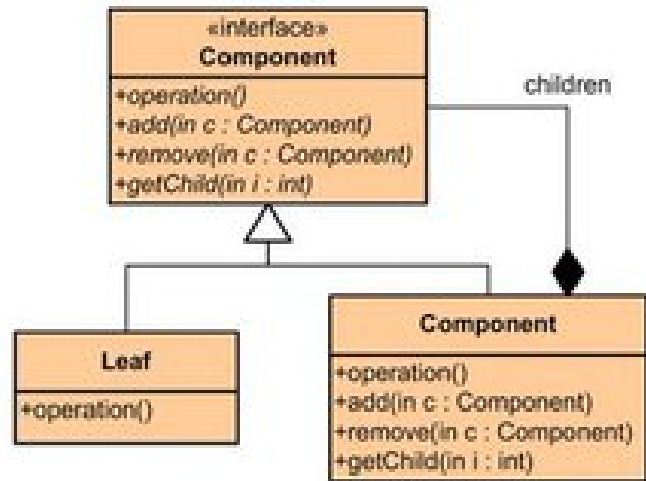 «interface»
Component
+operation()
+add(in c : Component)
+remove(in c : Component)
+getChild(in i : int)
children
Leaf
+operation()
Component
+operation()
+add(in c : Component)
+remove(in c : Component)
+getChild(in i : int)